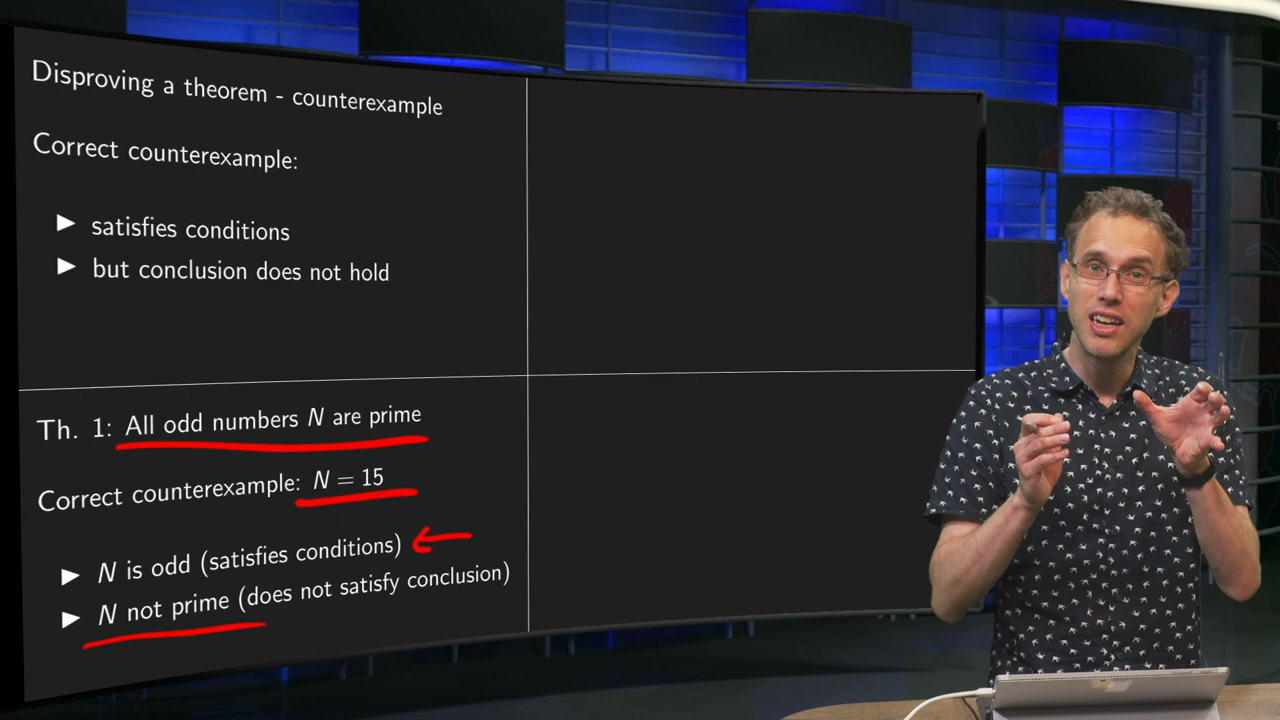 Disproving a theorem - counterexample
Correct counterexample:
▶ satisfies conditions
▶ but conclusion does not hold
Th. 1: All odd numbers N are prime
Correct counterexample: N = 15
▶ N is odd (satisfies conditions)
▶ N not prime (does not satisfy conclusion)